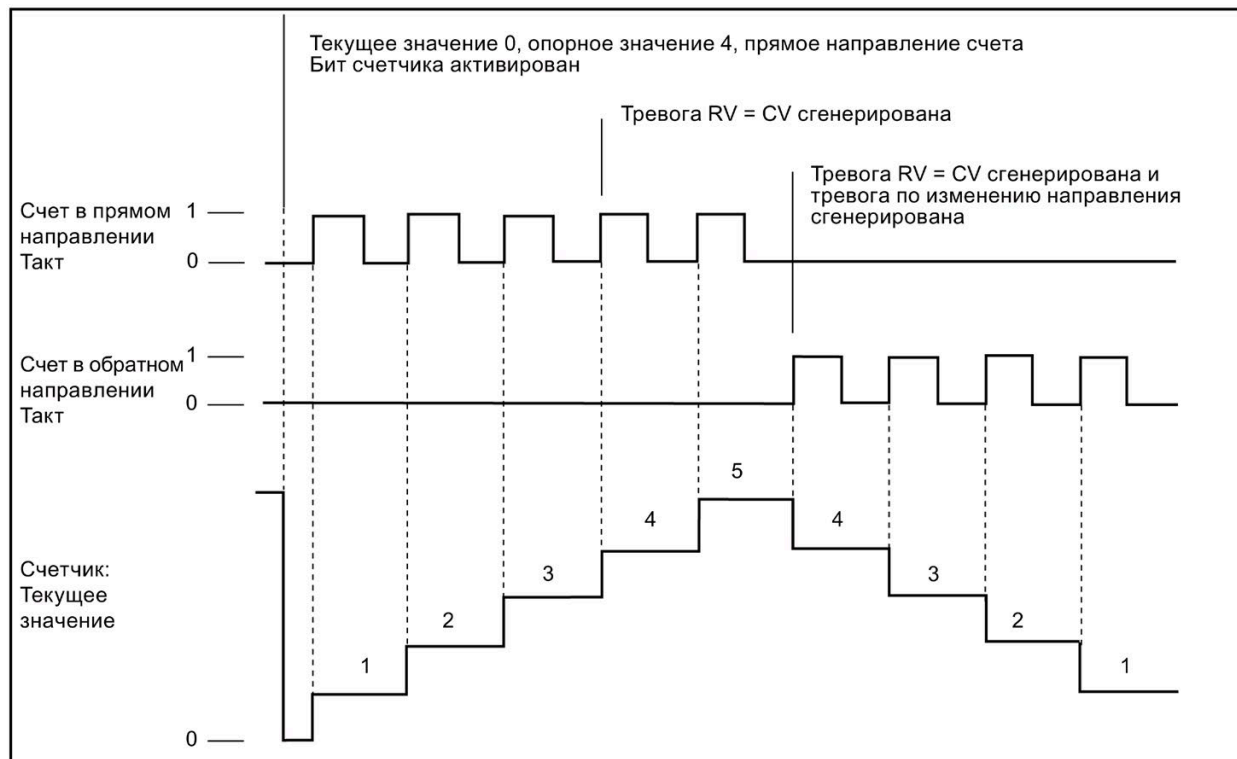 Текущее значение 0, опорное значение 4, прямое направление счета
Бит счетчика активирован
Тревога RV = CV сгенерирована
Тревога RV = CV сгенерирована и
тревога по изменению направления
сгенерирована
Счет в прямом
направлении
Такт
1
0
Счет в обратном
направлении
Такт
1
0
Счетчик:
Текущее
значение
0
1
2
3
4
5
4
3
2
1